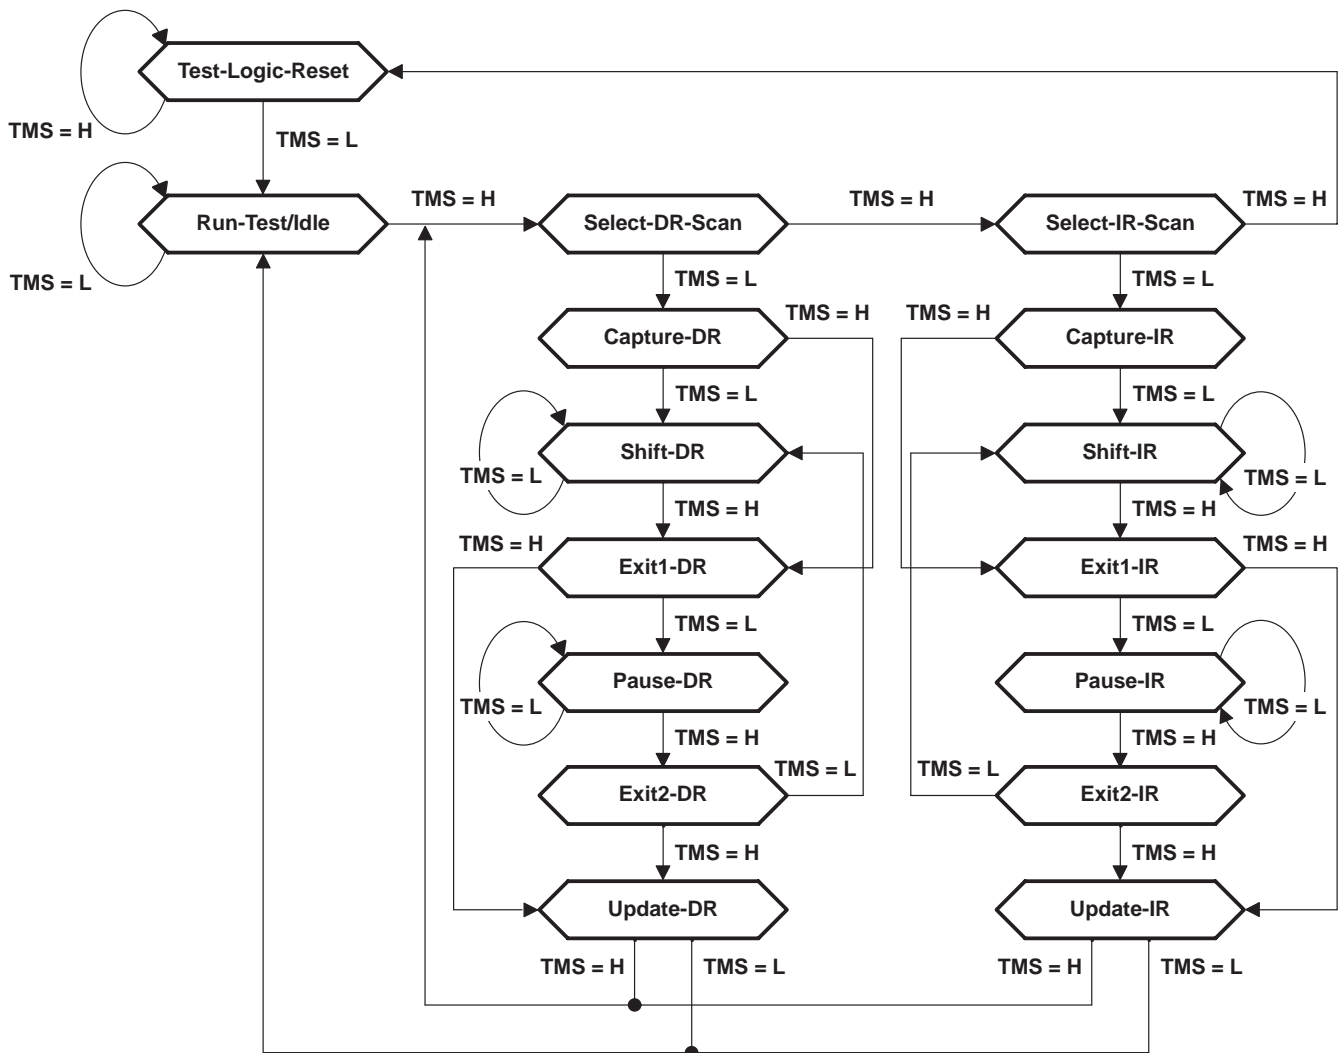 Test-Logic-Reset
TMS = H
TMS = L
TMS = H
TMS = H
TMS = H
Run-Test/Idle
Select-DR-Scan
Select-IR-Scan
TMS = L
TMS = L
TMS = L
TMS = H
TMS = H
Capture-DR
Capture-IR
TMS = L
TMS = L
Shift-DR
Shift-IR
TMS = L
TMS = L
TMS = H
TMS = H
TMS = H
TMS = H
Exit1-DR
Exit1-IR
TMS = L
TMS = L
Pause-DR
Pause-IR
TMS = L
TMS = L
TMS = H
TMS = H
TMS = L
TMS = L
Exit2-DR
Exit2-IR
TMS = H
TMS = H
Update-DR
Update-IR
TMS = H
TMS = L
TMS = H
TMS = L